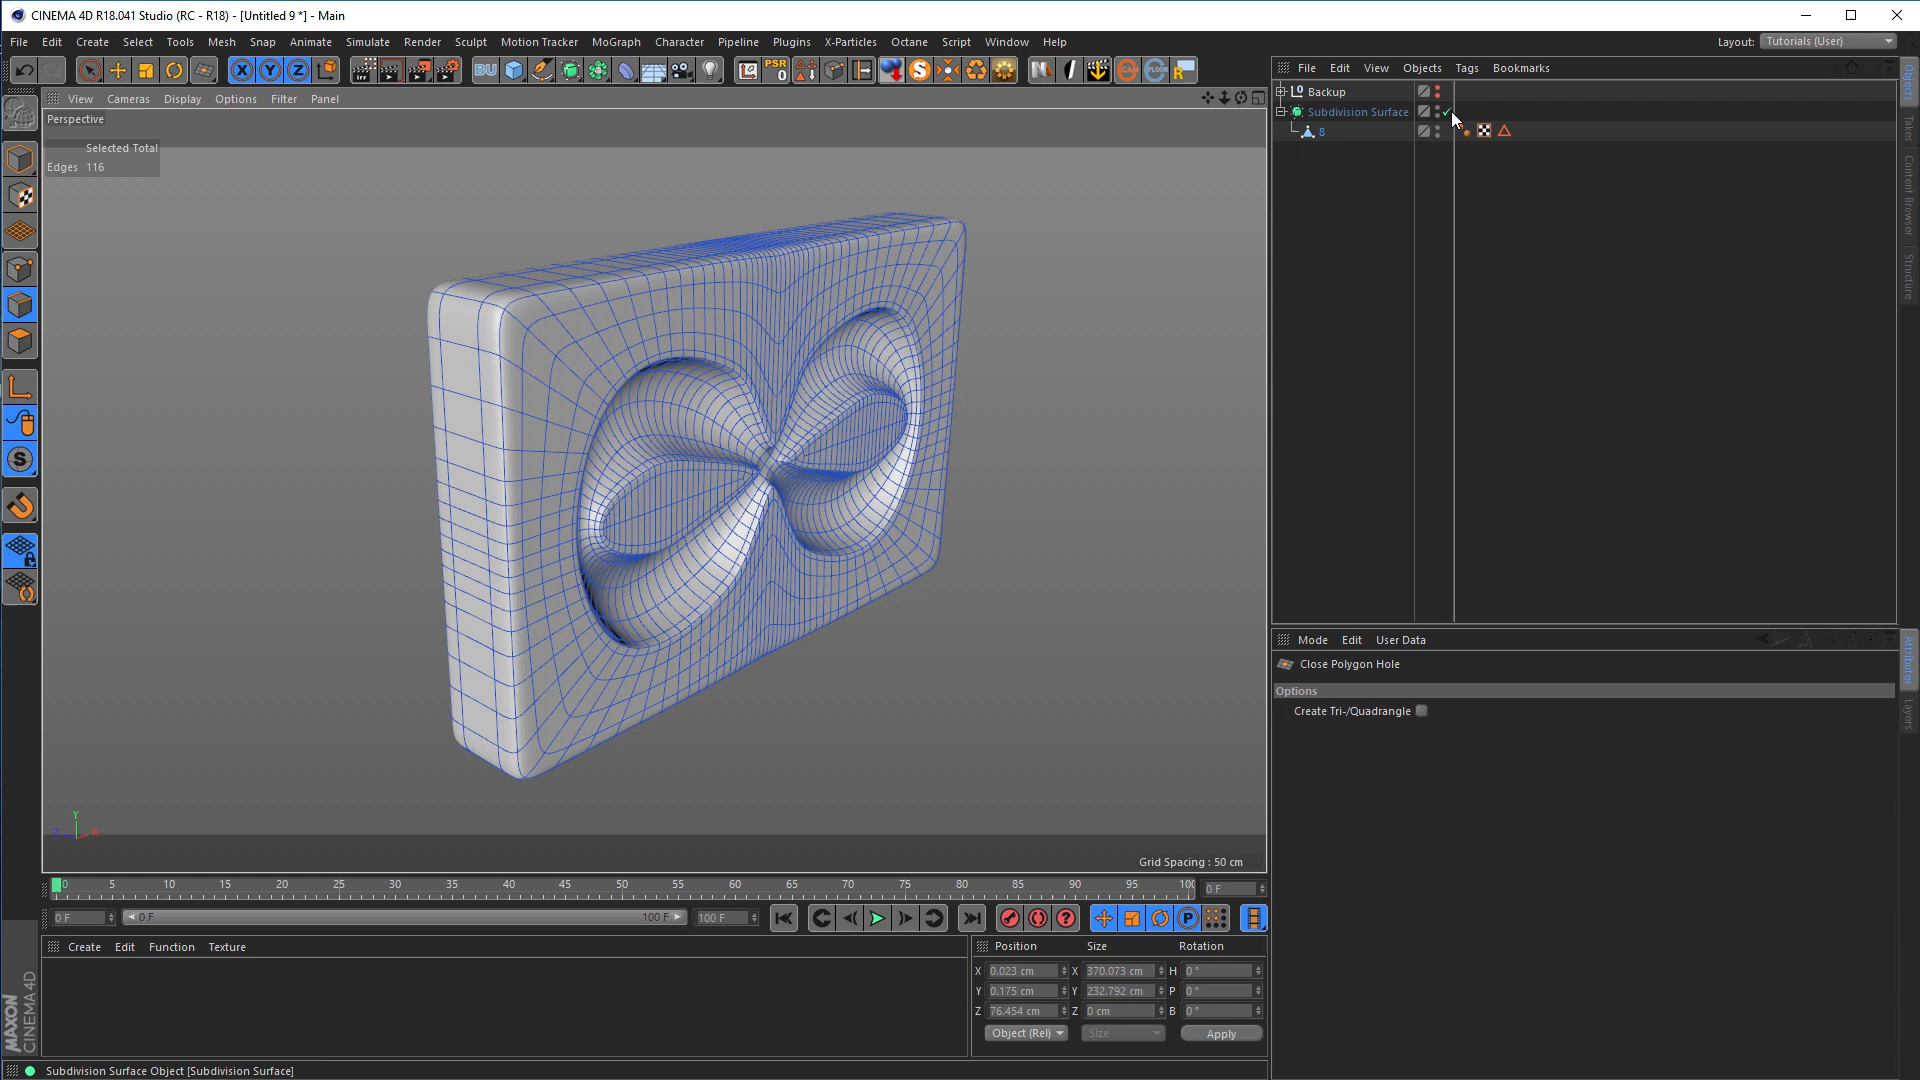 CINEMA 4D R18.041 Studio (RC - R18) - [Untitled 9 *] - Main
File Edit Create Select Tools Mesh Snap Animate Simulate Render Sculpt Motion Tracker MoGraph Character Pipeline Plugins X-Particles Octane Script Window Help
Layout: Tutorials (User)
View Cameras Display Options Filter Panel
Perspective
Selected Total
Edges 116
Grid Spacing : 50 cm
Y
Z X
File Edit View Objects Tags Bookmarks
Backup
Subdivision Surface
8
Objects
Takes
Content Browser
Structure
Mode Edit User Data
Close Polygon Hole
Options
Create Tri-/Quadrangle
Attributes
Layers
0 5 10 15 20 25 30 35 40 45 50 55 60 65 70 75 80 85 90 95 100
0 F
0 F 0 F 100 F 100 F
Create Edit Function Texture
Position Size Rotation
X 0.023 cm X 370.073 cm H 0 °
Y 0.175 cm Y 232.792 cm P 0 °
Z 76.454 cm Z 0 cm B 0 °
Object (Rel) Size Apply
MAXON
CINEMA 4D
Subdivision Surface Object [Subdivision Surface]